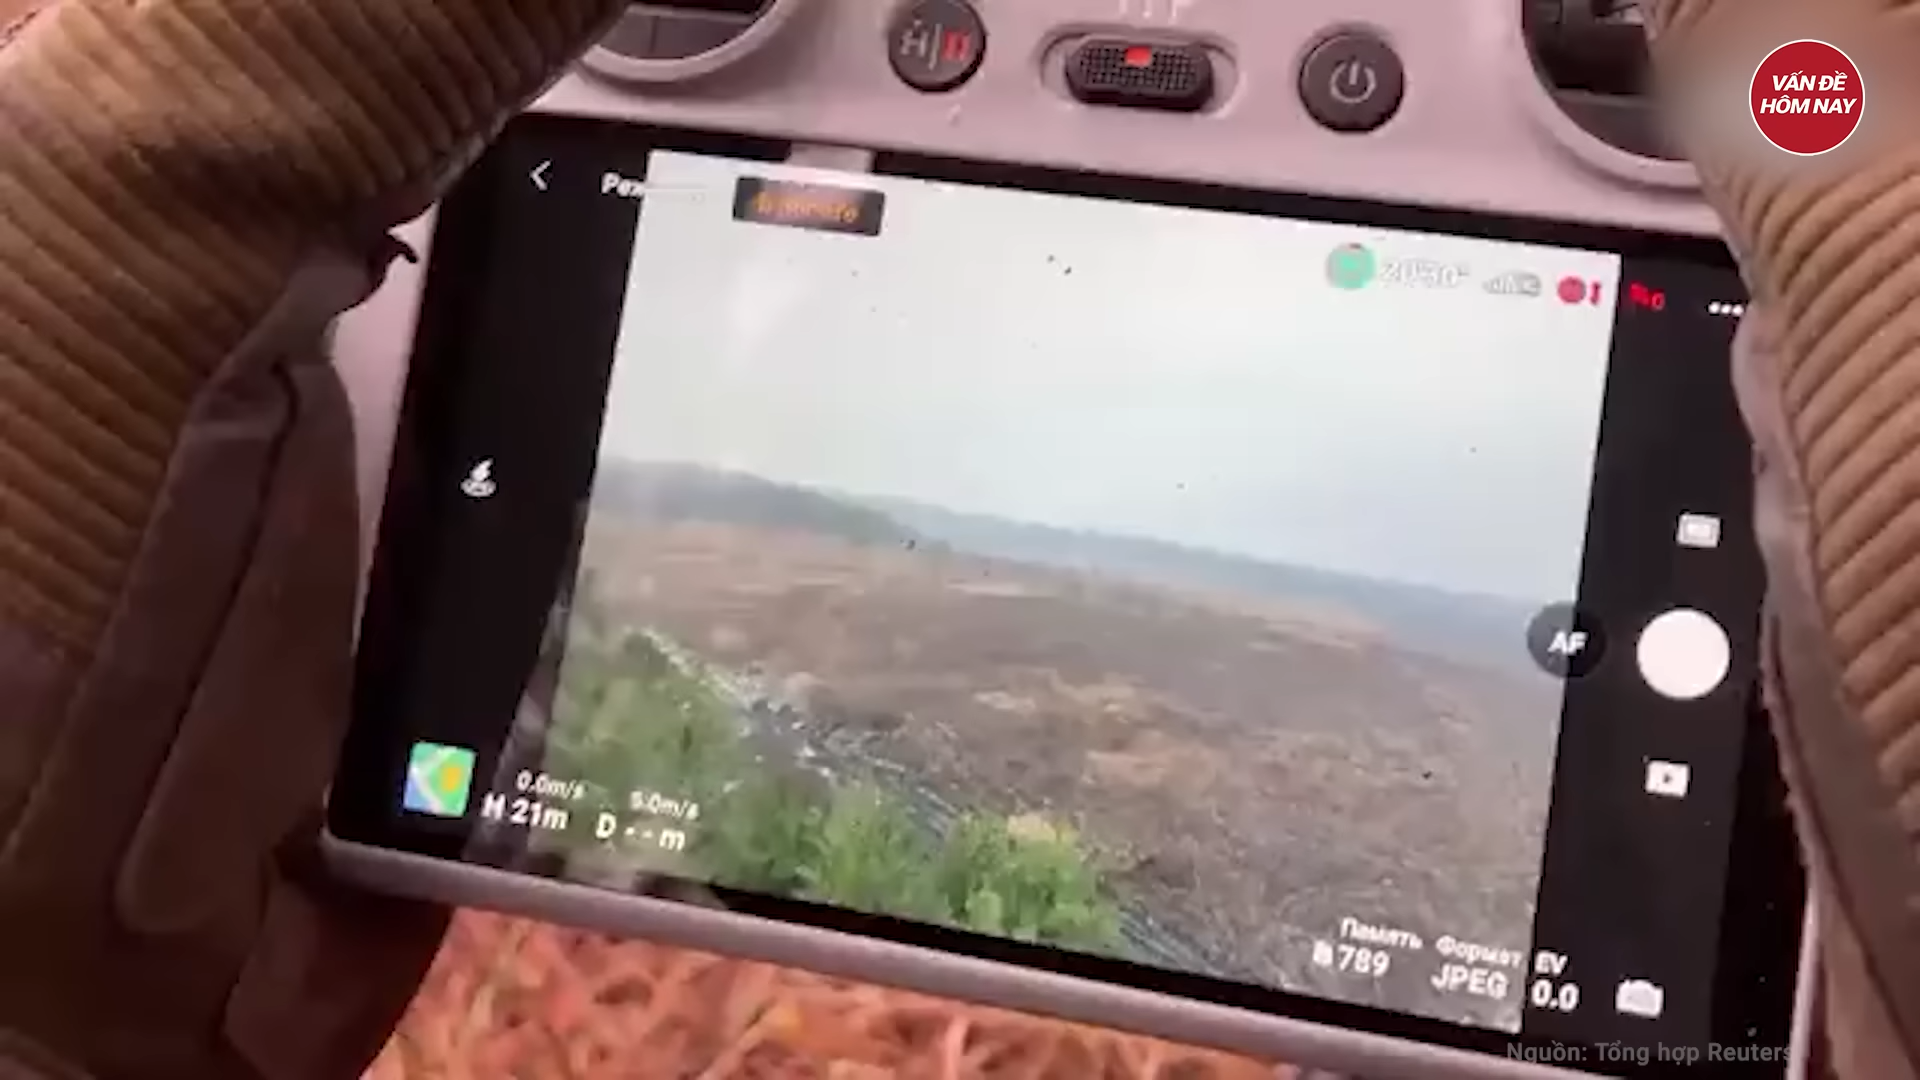 VẤN ĐỀ
HÔM NAY
AF
0.0m/s
5.0m/s
H 21m
D - - m
Память
Формат
EV
789
JPEG
0.0
Nguồn: Tổng hợp Reuters